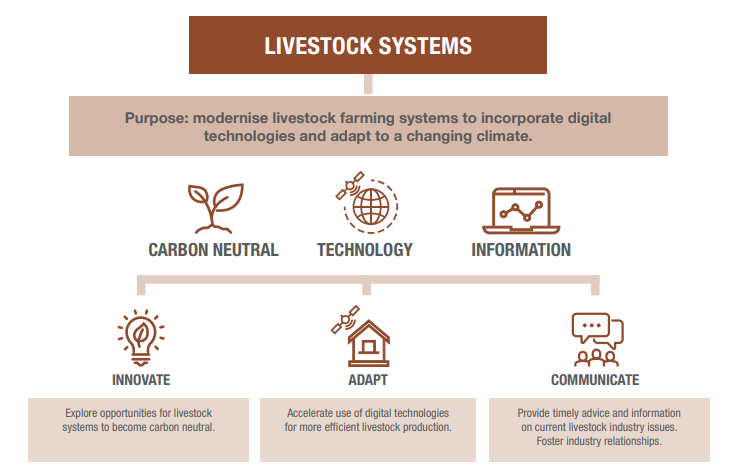 LIVESTOCK SYSTEMS
Purpose: modernise livestock farming systems to incorporate digital
technologies and adapt to a changing climate.
CARBON NEUTRAL
TECHNOLOGY
INFORMATION
INNOVATE
ADAPT
COMMUNICATE
Explore opportunities for livestock
systems to become carbon neutral.
Accelerate use of digital technologies
for more efficient livestock production.
Provide timely advice and information
on current livestock industry issues.
Foster industry relationships.